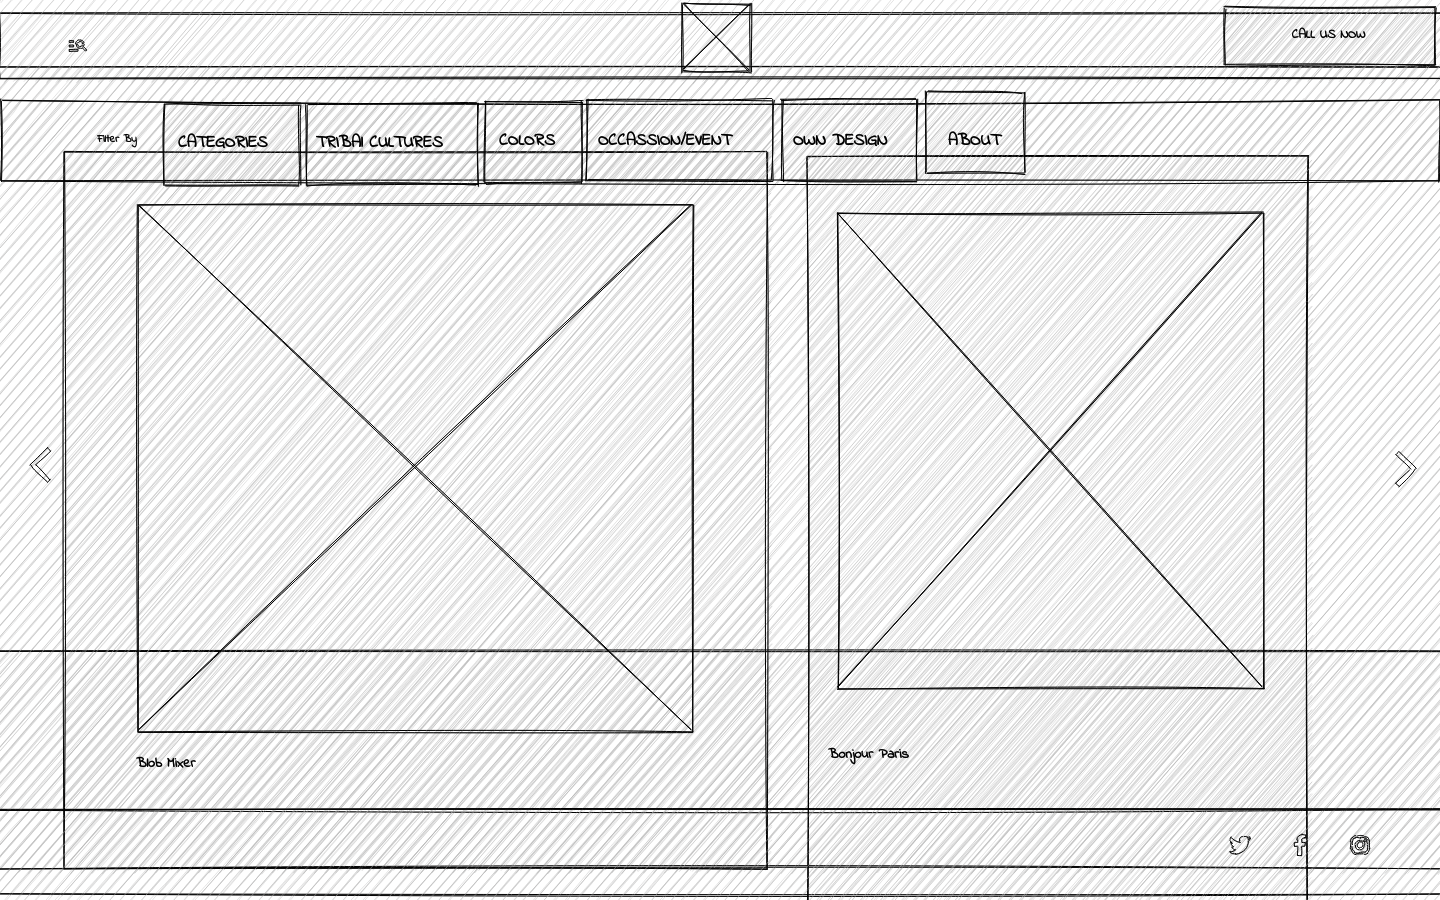 CALL US NOW
Filter By CATEGORIES TRIBAl CULTURES COLORS OCCASSION/EVENT OWN DESIGN ABOUT
Blob Mixer
Bonjour Paris